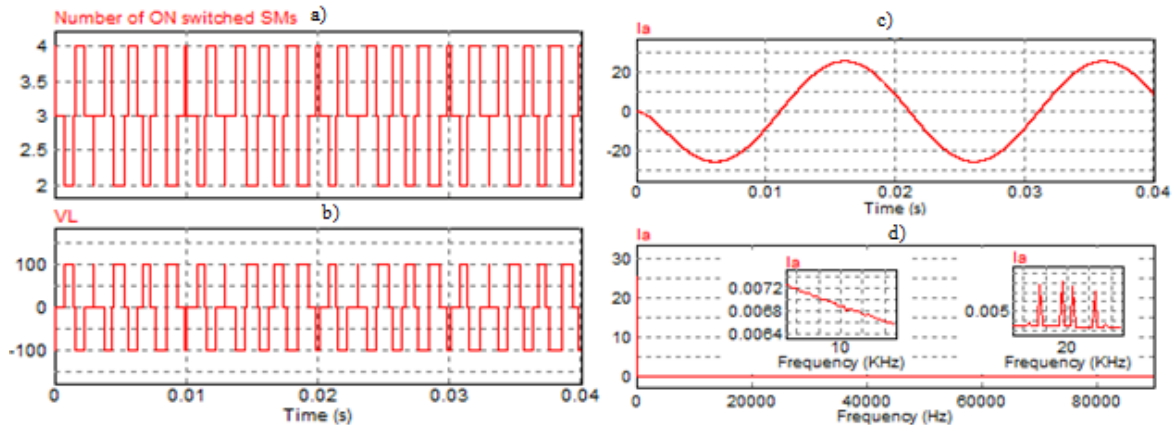 Number of ON switched SMs
a)
4
3.5
3
2.5
2
VL
b)
100
0
-100
0
0.01
0.02
0.03
0.04
Time (s)
c)
Ia
20
0
-20
0
0.01
0.02
0.03
0.04
Time (s)
d)
Ia
30
25
20
15
10
5
0
0
20000
40000
60000
80000
Frequency (Hz)
Ia
0.0072
0.0068
0.0064
10
Frequency (KHz)
Ia
0.005
20
Frequency (KHz)